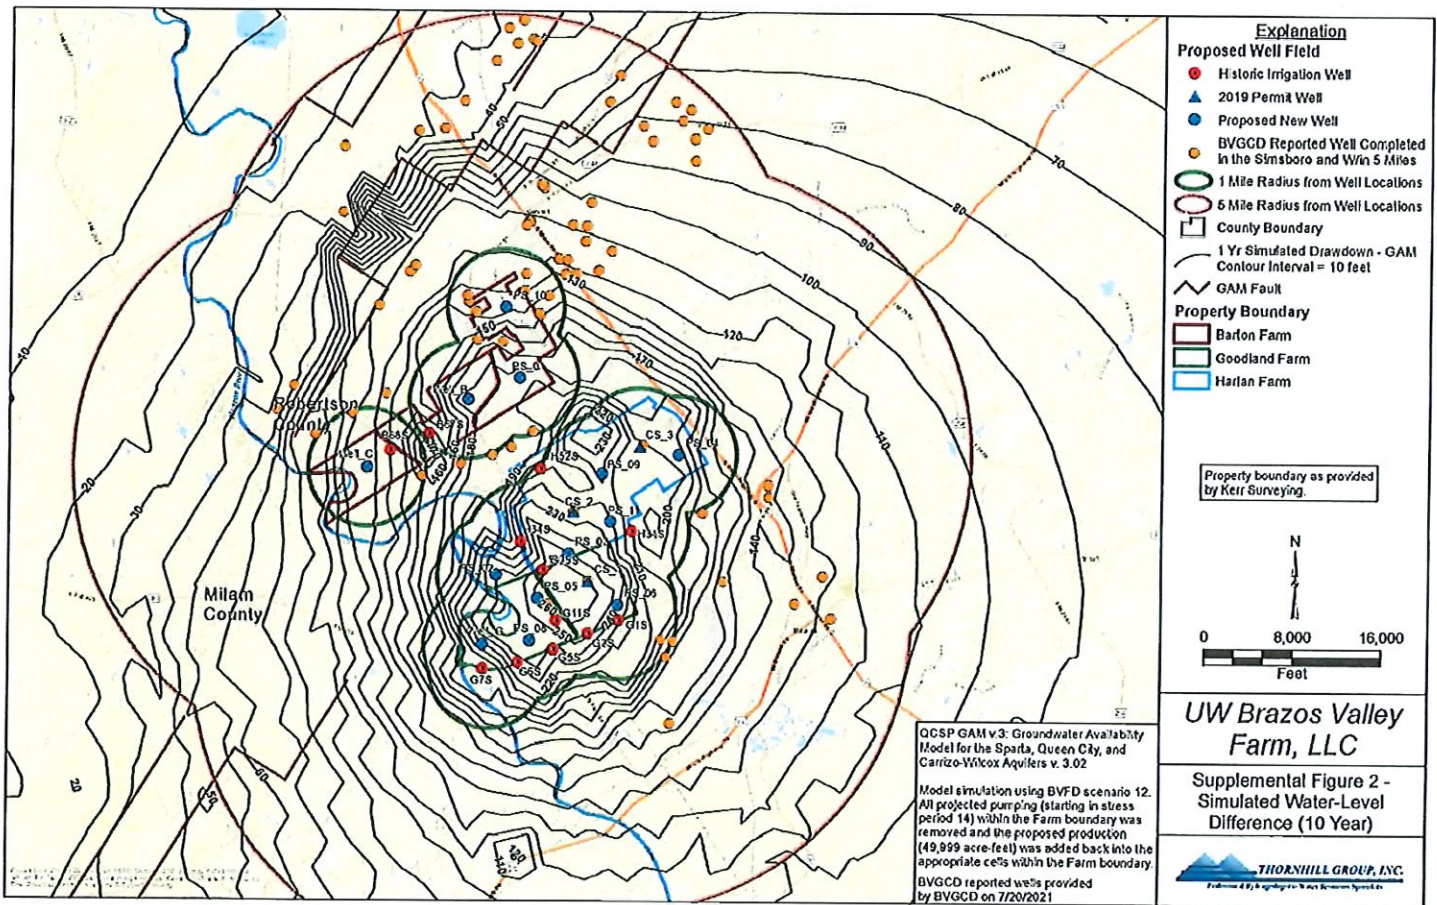 Explanation
Proposed Well Field
Historic Irrigation Well
2019 Permit Well
Proposed New Well
BVGCD Reported Well Completed
in the Simsboro and W/in 5 Miles
1 Mile Radius from Well Locations
5 Mile Radius from Well Locations
County Boundary
1 Yr Simulated Drawdown - GAM
Contour Interval = 10 feet
GAM Fault
Property Boundary
Barton Farm
Goodland Farm
Harlan Farm
Property boundary as provided
by Kerr Surveying.
N
0 8,000 16,000
Feet
UW Brazos Valley
Farm, LLC
Supplemental Figure 2 -
Simulated Water-Level
Difference (10 Year)
THORNHILL GROUP, INC.
QCSP GAM v.3: Groundwater Availability
Model for the Sparta, Queen City, and
Carrizo-Wilcox Aquifers v. 3.02
Model simulation using BVFD scenario 12.
All projected pumping (starting in stress
period 14) within the Farm boundary was
removed and the proposed production
(49,999 acre-feet) was added back into the
appropriate cells within the Farm boundary.
BVGCD reported wells provided
by BVGCD on 7/20/2021
Robertson
County
Milam
County
PS_10
CS_3
PS_09
H52S
CS_2
H31S
PS_05
G11S
G1S
G5S
G6S
G7S
10
20
30
20
50
40
50
70
80
90
100
110
120
130
140
150
170
160
180
190
200
210
220
230
230
250
260